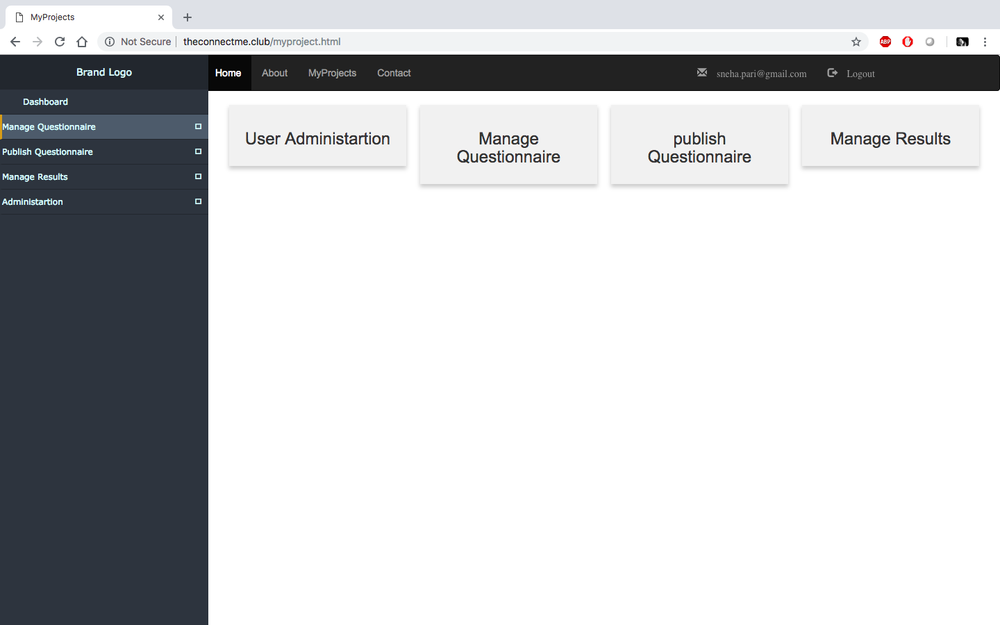 MyProjects
Not Secure theconnectme.club/myproject.html
ABP
Brand Logo
Home About MyProjects Contact sneha.pari@gmail.com Logout
Dashboard
Manage Questionnaire
Publish Questionnaire
Manage Results
Administartion
User Administartion
Manage
Questionnaire
publish
Questionnaire
Manage Results